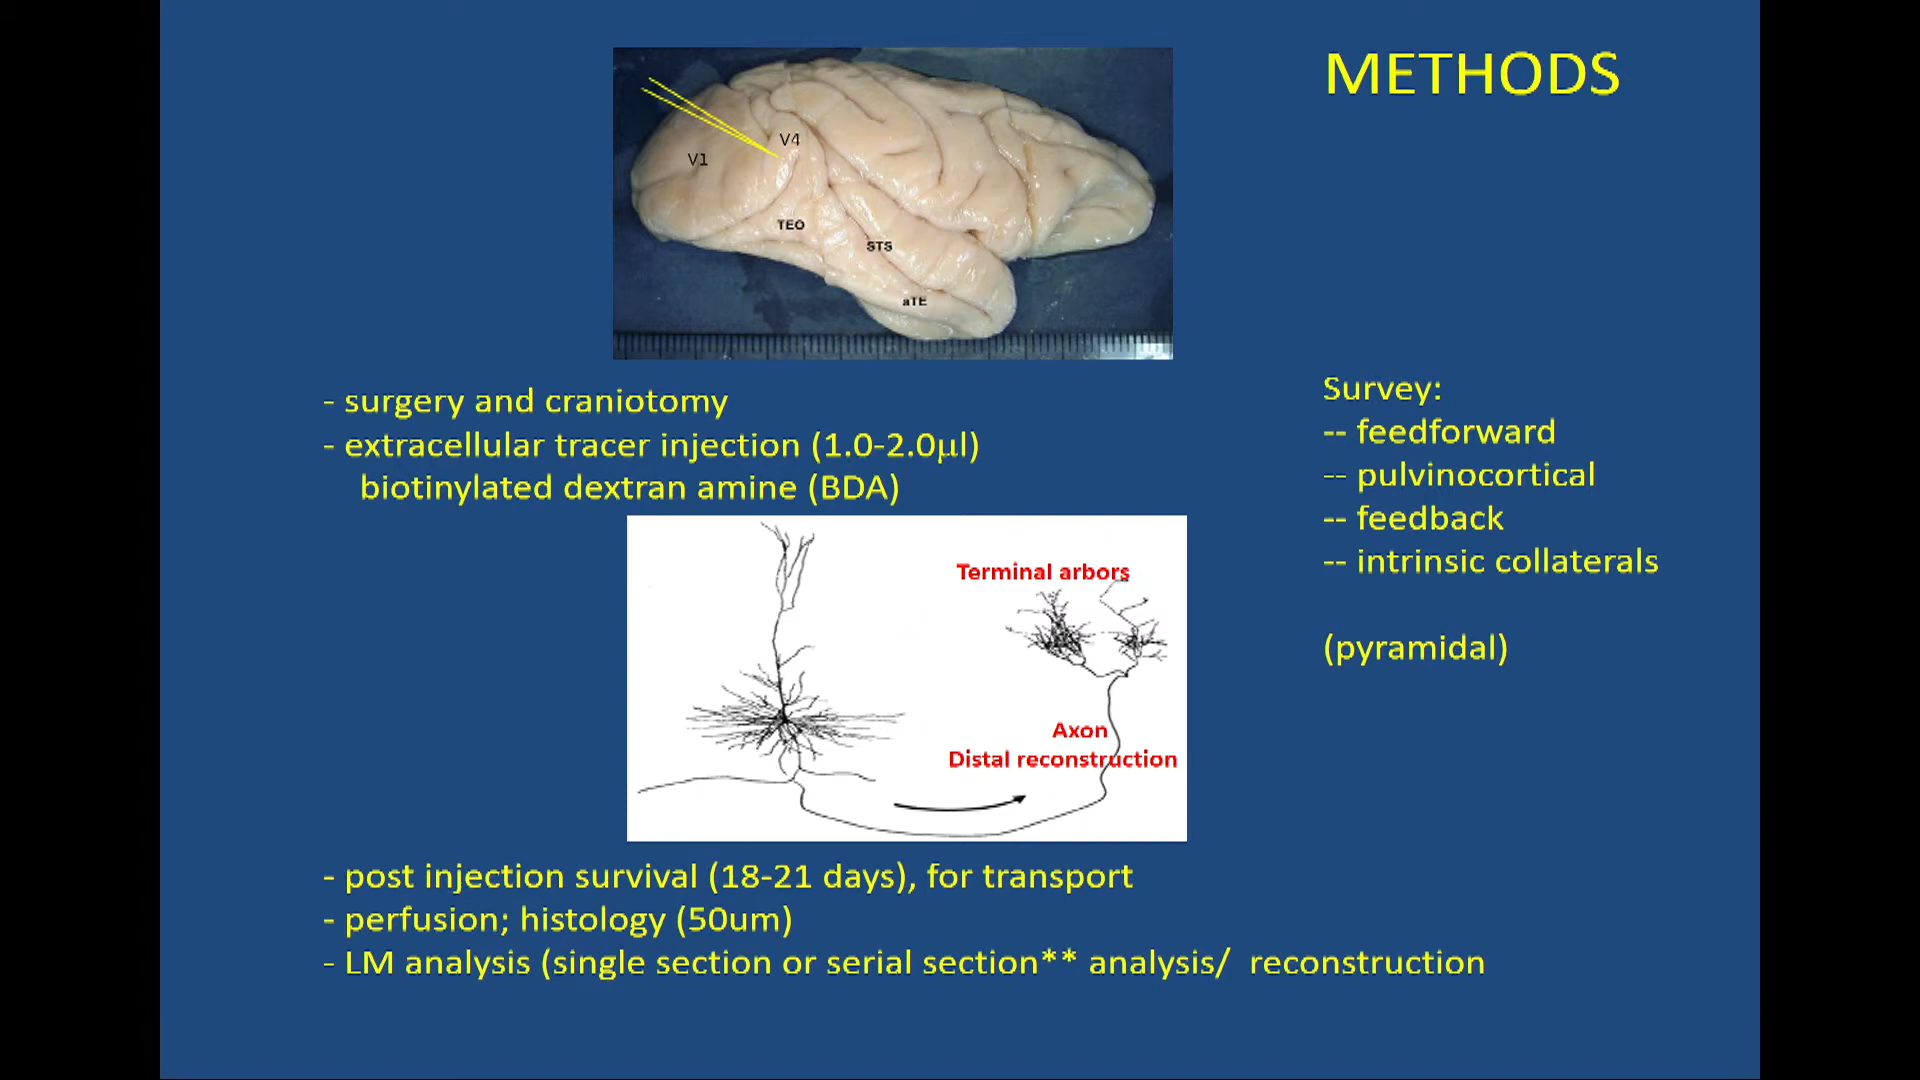 METHODS
V4
V1
TEO
STS
aTE
- surgery and craniotomy
- extracellular tracer injection (1.0-2.0µl)
biotinylated dextran amine (BDA)
Survey:
-- feedforward
-- pulvinocortical
-- feedback
-- intrinsic collaterals
(pyramidal)
Terminal arbors
Axon
Distal reconstruction
- post injection survival (18-21 days), for transport
- perfusion; histology (50um)
- LM analysis (single section or serial section** analysis/ reconstruction